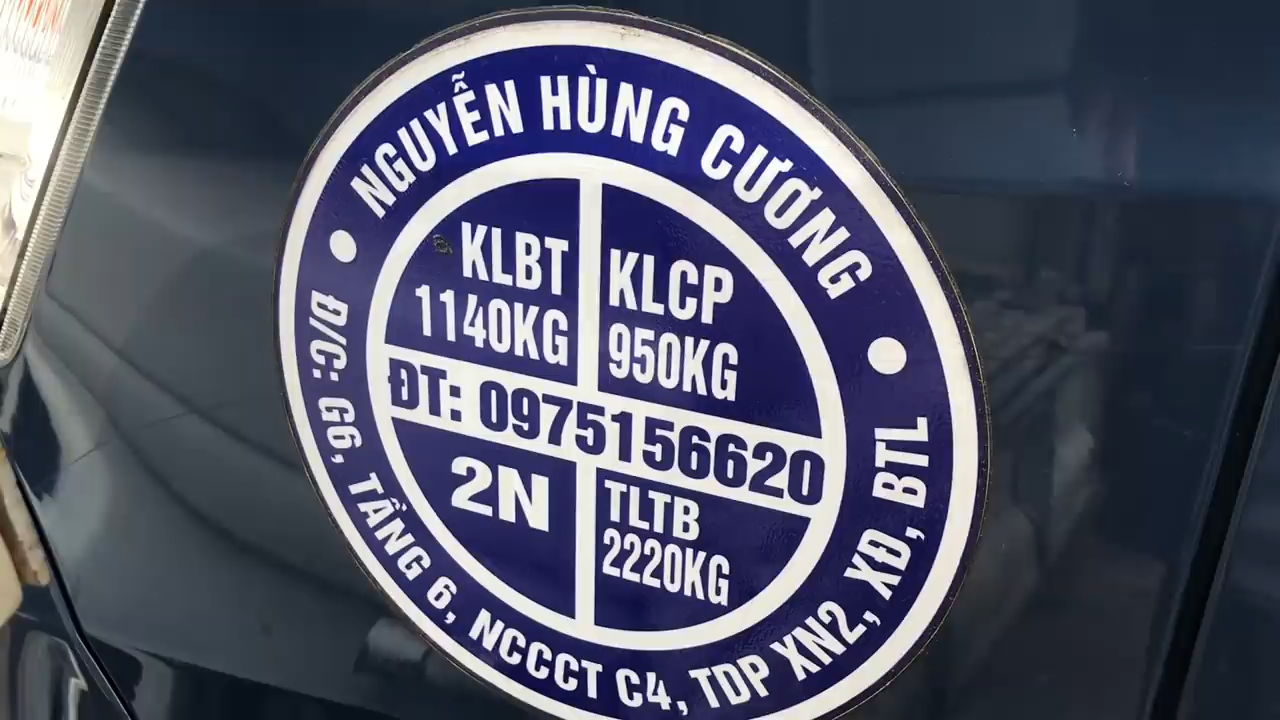 NGUYỄN HÙNG CƯƠNG
KLBT
1140KG
KLCP
950KG
ĐT: 0975156620
2N
TLTB
2220KG
Đ/C: G6, TẦNG 6, NCCCT C4, TDP XN2, XĐ, BTL